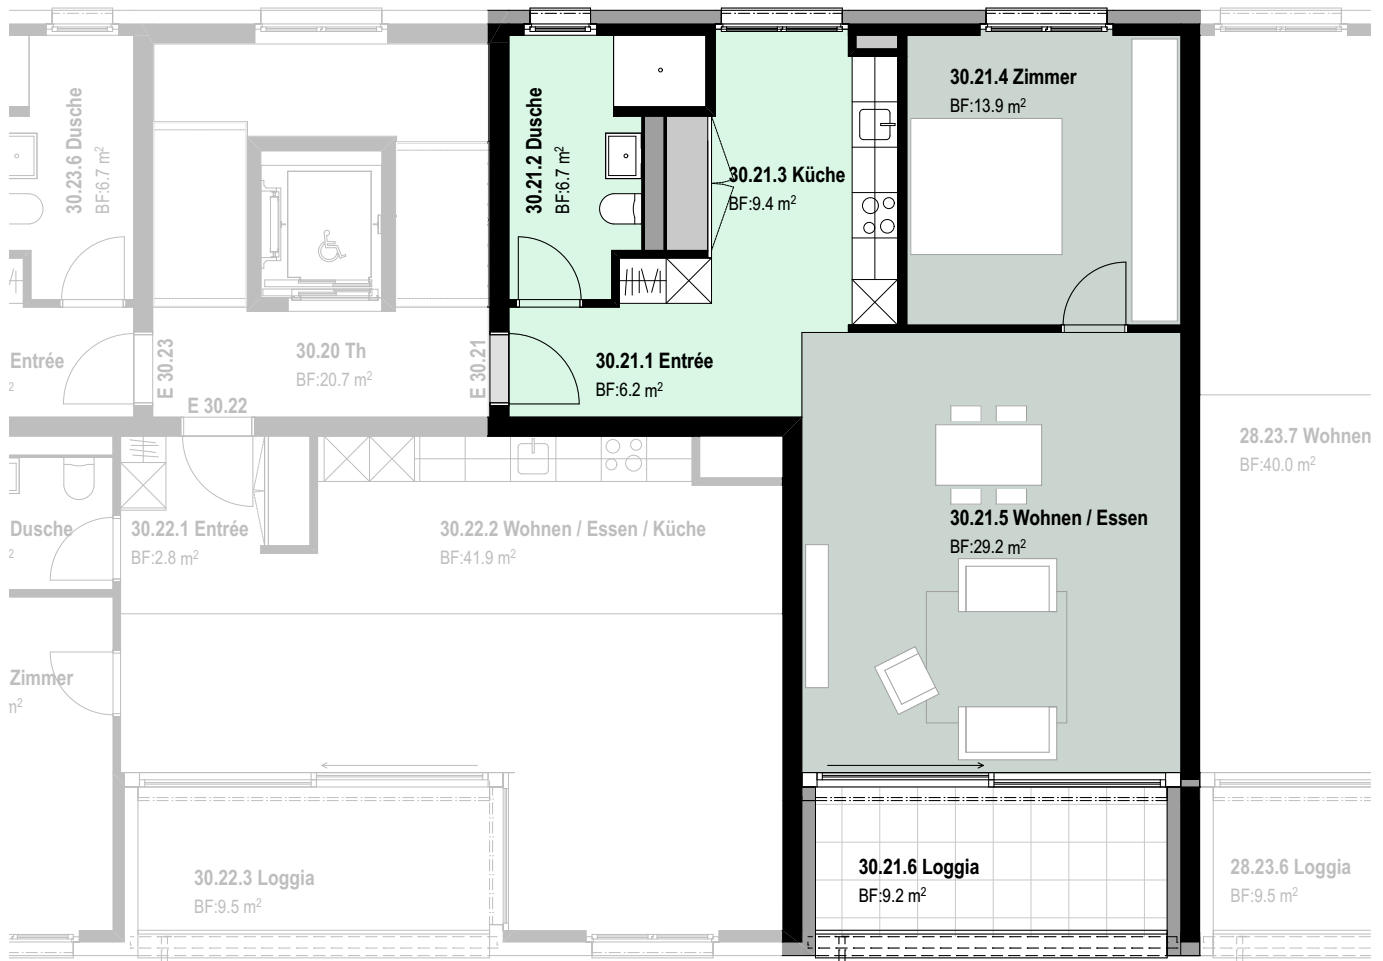 30.23.6 Dusche
BF:6.7 m²
30.21.2 Dusche
BF:6.7 m²
30.21.3 Küche
BF:9.4 m²
30.21.4 Zimmer
BF:13.9 m²
Entrée
²
E 30.23
30.20 Th
BF:20.7 m²
E 30.21
E 30.22
30.21.1 Entrée
BF:6.2 m²
28.23.7 Wohnen
BF:40.0 m²
Dusche
²
30.22.1 Entrée
BF:2.8 m²
30.22.2 Wohnen / Essen / Küche
BF:41.9 m²
30.21.5 Wohnen / Essen
BF:29.2 m²
Zimmer
m²
30.22.3 Loggia
BF:9.5 m²
30.21.6 Loggia
BF:9.2 m²
28.23.6 Loggia
BF:9.5 m²